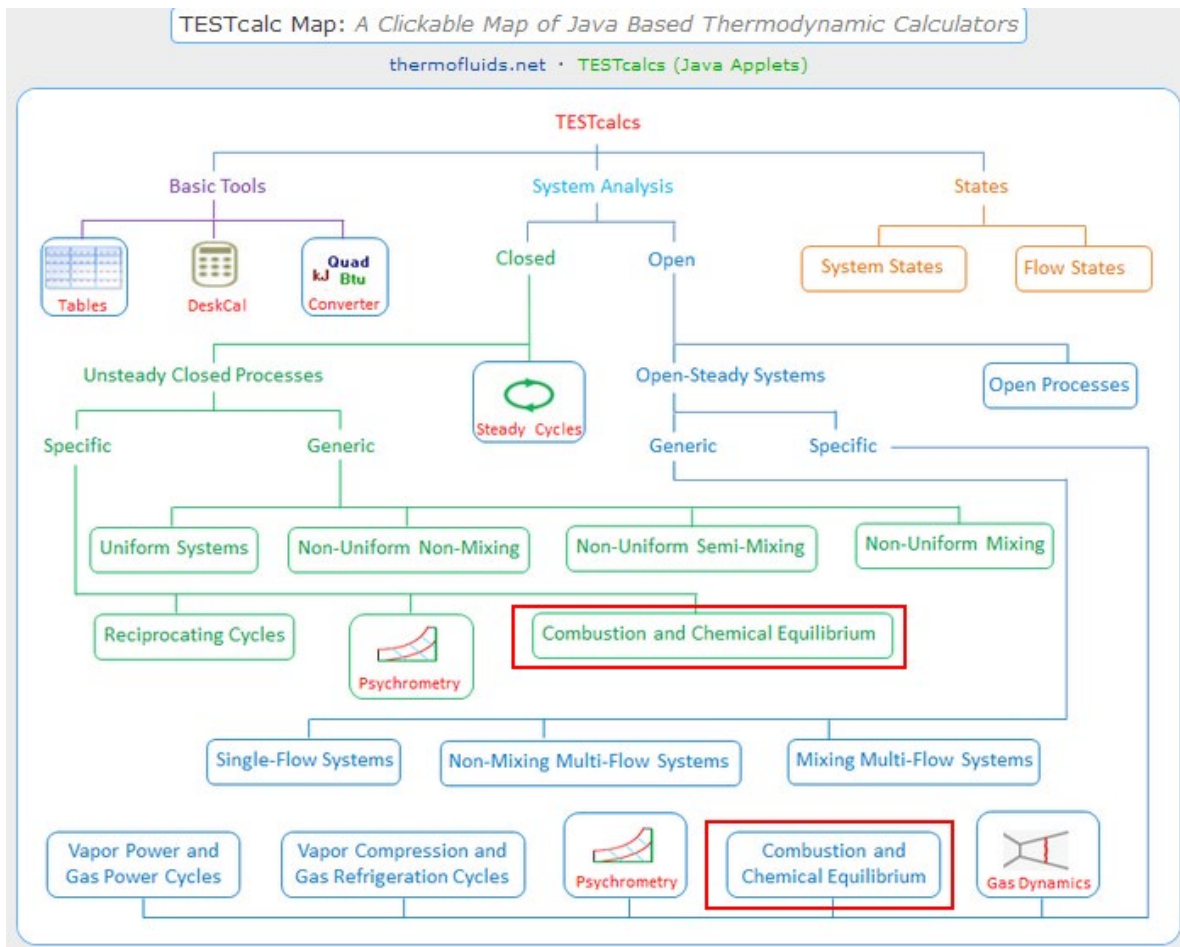 TESTcalc Map: A Clickable Map of Java Based Thermodynamic Calculators
thermofluids.net · TESTcalcs (Java Applets)
TESTcalcs
Basic Tools
System Analysis
States
Tables
DeskCal
Quad
kJ Btu
Converter
Closed
Open
System States
Flow States
Unsteady Closed Processes
Steady Cycles
Open-Steady Systems
Open Processes
Specific
Generic
Generic
Specific
Uniform Systems
Non-Uniform Non-Mixing
Non-Uniform Semi-Mixing
Non-Uniform Mixing
Reciprocating Cycles
Psychrometry
Combustion and Chemical Equilibrium
Single-Flow Systems
Non-Mixing Multi-Flow Systems
Mixing Multi-Flow Systems
Vapor Power and
Gas Power Cycles
Vapor Compression and
Gas Refrigeration Cycles
Psychrometry
Combustion and
Chemical Equilibrium
Gas Dynamics